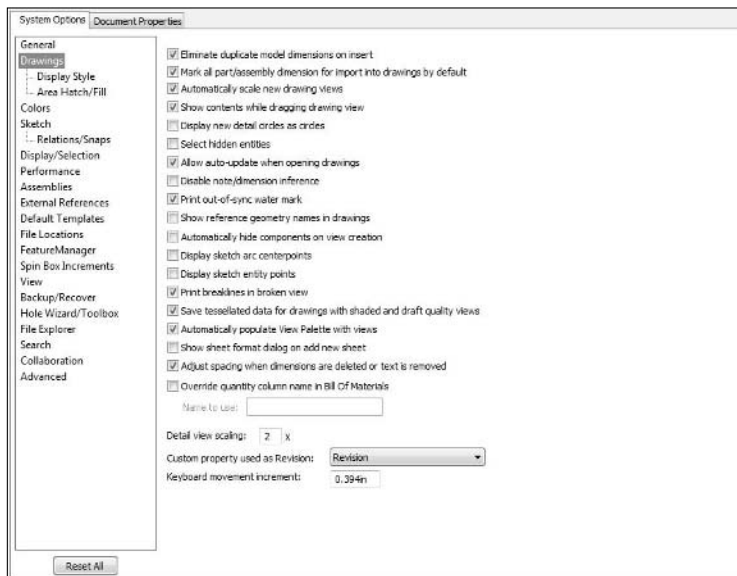 System Options
Document Properties
General
Drawings
Display Style
Area Hatch/Fill
Colors
Sketch
Relations/Snaps
Display/Selection
Performance
Assemblies
External References
Default Templates
File Locations
FeatureManager
Spin Box Increments
View
Backup/Recover
Hole Wizard/Toolbox
File Explorer
Search
Collaboration
Advanced
Reset All
Eliminate duplicate model dimensions on insert
Mark all part/assembly dimension for import into drawings by default
Automatically scale new drawing views
Show contents while dragging drawing view
Display new detail circles as circles
Select hidden entities
Allow auto-update when opening drawings
Disable note/dimension inference
Print out-of-sync water mark
Show reference geometry names in drawings
Automatically hide components on view creation
Display sketch arc centerpoints
Display sketch entity points
Print breaklines in broken view
Save tessellated data for drawings with shaded and draft quality views
Automatically populate View Palette with views
Show sheet format dialog on add new sheet
Adjust spacing when dimensions are deleted or text is removed
Override quantity column name in Bill Of Materials
Name to use:
Detail view scaling: 2 x
Custom property used as Revision: Revision
Keyboard movement increment: 0.394in